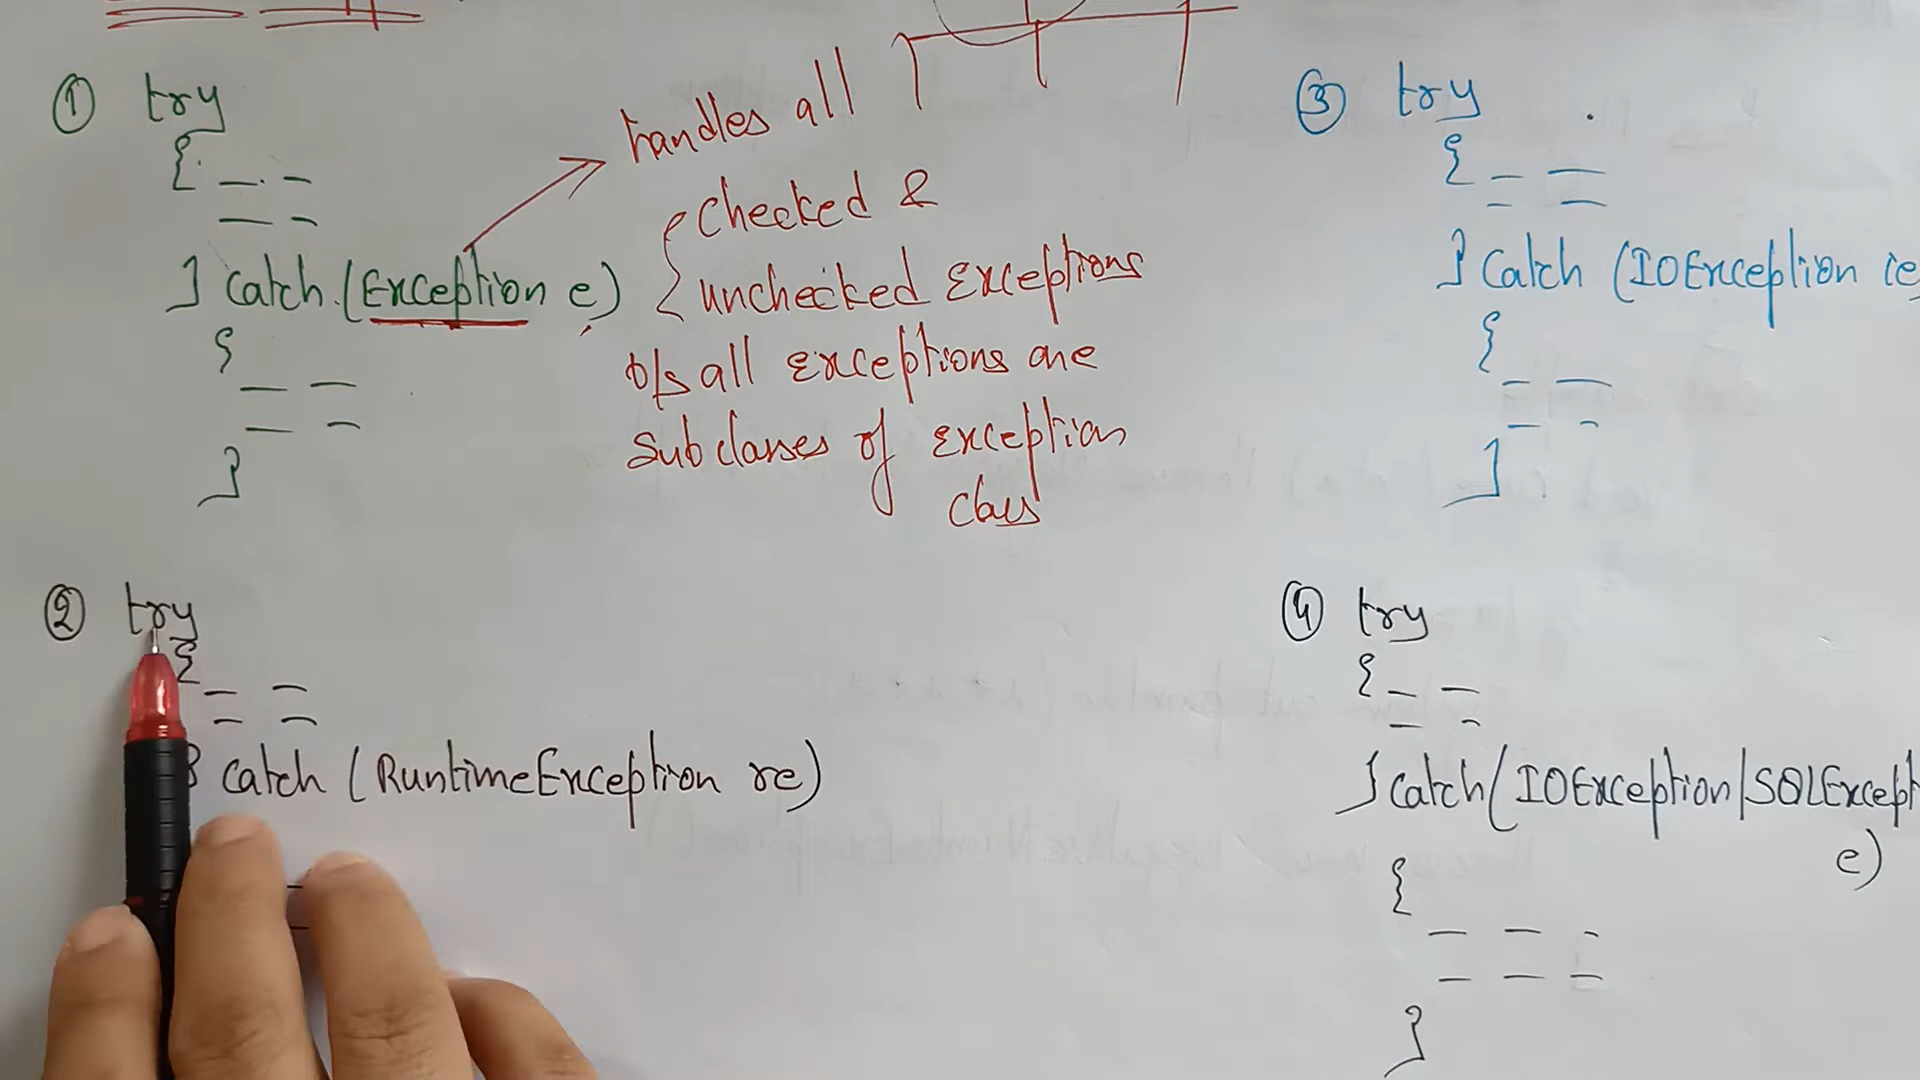 ① try
{ — —
— —
} catch (Exception e)
{
— —
— —
}
handles all
{ checked &
unchecked exceptions
b/s all exceptions are
subclasses of exception
class
② try
{
— —
— —
} catch (RuntimeException re)
③ try
{ — —
— —
} catch (IOException ie
{
— —
— —
}
④ try
{ — —
— —
} catch (IOException|SQLExcept
e)
{
— — —
— — —
}